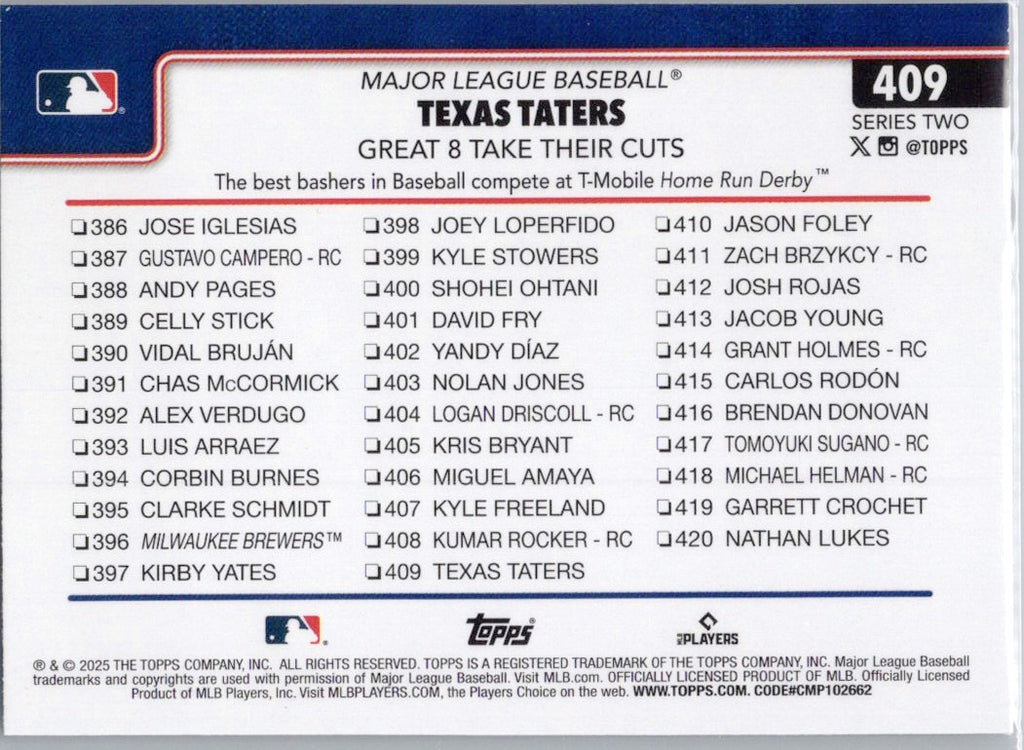 MAJOR LEAGUE BASEBALL®
TEXAS TATERS
GREAT 8 TAKE THEIR CUTS
The best bashers in Baseball compete at T-Mobile Home Run Derby™
409
SERIES TWO
@TOPPS
386 JOSE IGLESIAS
387 GUSTAVO CAMPERO - RC
388 ANDY PAGES
389 CELLY STICK
390 VIDAL BRUJÁN
391 CHAS McCORMICK
392 ALEX VERDUGO
393 LUIS ARRAEZ
394 CORBIN BURNES
395 CLARKE SCHMIDT
396 MILWAUKEE BREWERS™
397 KIRBY YATES
398 JOEY LOPERFIDO
399 KYLE STOWERS
400 SHOHEI OHTANI
401 DAVID FRY
402 YANDY DÍAZ
403 NOLAN JONES
404 LOGAN DRISCOLL - RC
405 KRIS BRYANT
406 MIGUEL AMAYA
407 KYLE FREELAND
408 KUMAR ROCKER - RC
409 TEXAS TATERS
410 JASON FOLEY
411 ZACH BRZYKCY - RC
412 JOSH ROJAS
413 JACOB YOUNG
414 GRANT HOLMES - RC
415 CARLOS RODÓN
416 BRENDAN DONOVAN
417 TOMOYUKI SUGANO - RC
418 MICHAEL HELMAN - RC
419 GARRETT CROCHET
420 NATHAN LUKES
topps®
PLAYERS
® & © 2025 THE TOPPS COMPANY, INC. ALL RIGHTS RESERVED. TOPPS IS A REGISTERED TRADEMARK OF THE TOPPS COMPANY, INC. Major League Baseball
trademarks and copyrights are used with permission of Major League Baseball. Visit MLB.com. OFFICIALLY LICENSED PRODUCT OF MLB. Officially Licensed
Product of MLB Players, Inc. Visit MLBPLAYERS.COM, the Players Choice on the web. WWW.TOPPS.COM. CODE#CMP102662